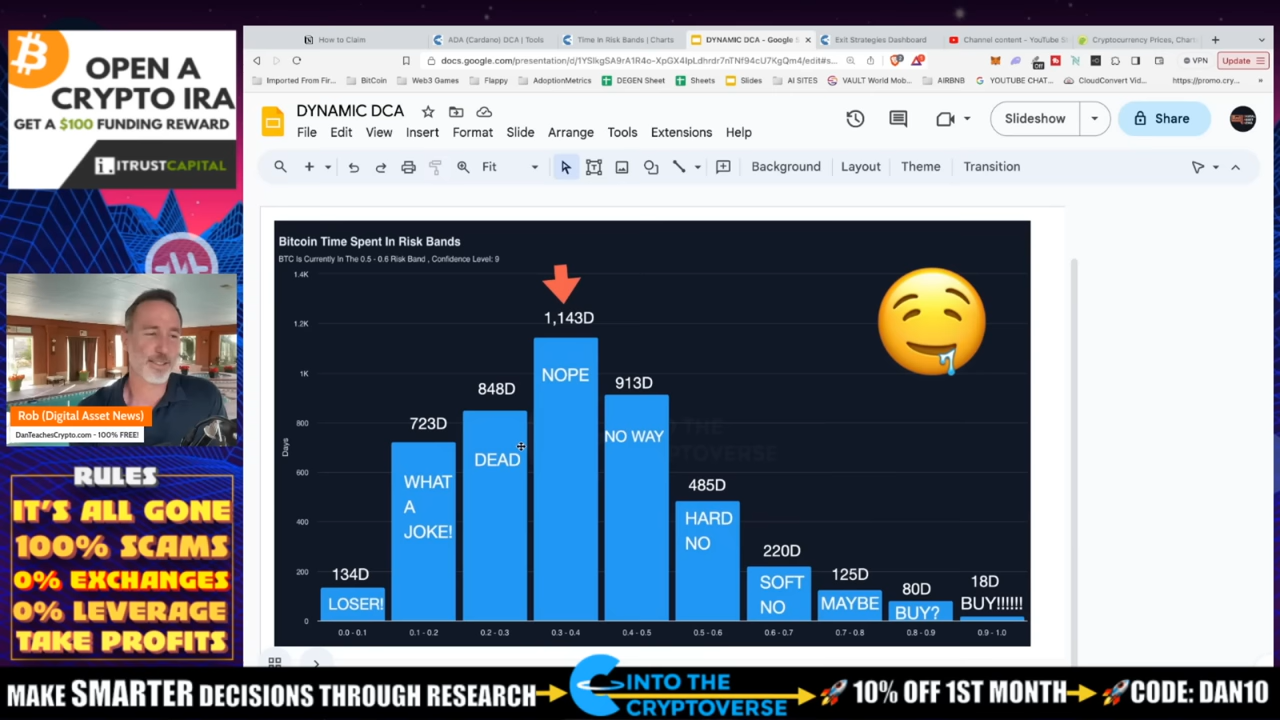 OPEN A
CRYPTO IRA
GET A $100 FUNDING REWARD
ITRUSTCAPITAL
How to Claim
ADA (Cardano) DCA | Tools
Time In Risk Bands | Charts
DYNAMIC DCA - Google S
Exit Strategies Dashboard
Channel content - YouTube S
Cryptocurrency Prices, Chart
VPN
Update
Imported From Fir...
BitCoin
Web3 Games
Flappy
AdoptionMetrics
DEGEN Sheet
Sheets
Slides
AI SITES
VAULT World Mob...
AIRBNB
YOUTUBE CHAT...
CloudConvert Vid...
https://promo.cry...
DYNAMIC DCA
File Edit View Insert Format Slide Arrange Tools Extensions Help
Slideshow
Share
Fit
Background
Layout
Theme
Transition
Bitcoin Time Spent In Risk Bands
BTC Is Currently In The 0.5 - 0.6 Risk Band , Confidence Level: 9
1.4K
1.2K
1K
800
600
400
200
0
Days
134D
LOSER!
723D
WHAT
A
JOKE!
848D
DEAD
1,143D
NOPE
913D
NO WAY
485D
HARD
NO
220D
SOFT
NO
125D
MAYBE
80D
BUY?
18D
BUY!!!!!!
0.0 - 0.1
0.1 - 0.2
0.2 - 0.3
0.3 - 0.4
0.4 - 0.5
0.5 - 0.6
0.6 - 0.7
0.7 - 0.8
0.8 - 0.9
0.9 - 1.0
Rob (Digital Asset News)
DanTeachesCrypto.com - 100% FREE!
RULES
IT'S ALL GONE
100% SCAMS
0% EXCHANGES
0% LEVERAGE
TAKE PROFITS
MAKE SMARTER DECISIONS THROUGH RESEARCH
INTO THE
CRYPTOVERSE
10% OFF 1ST MONTH
CODE: DAN10